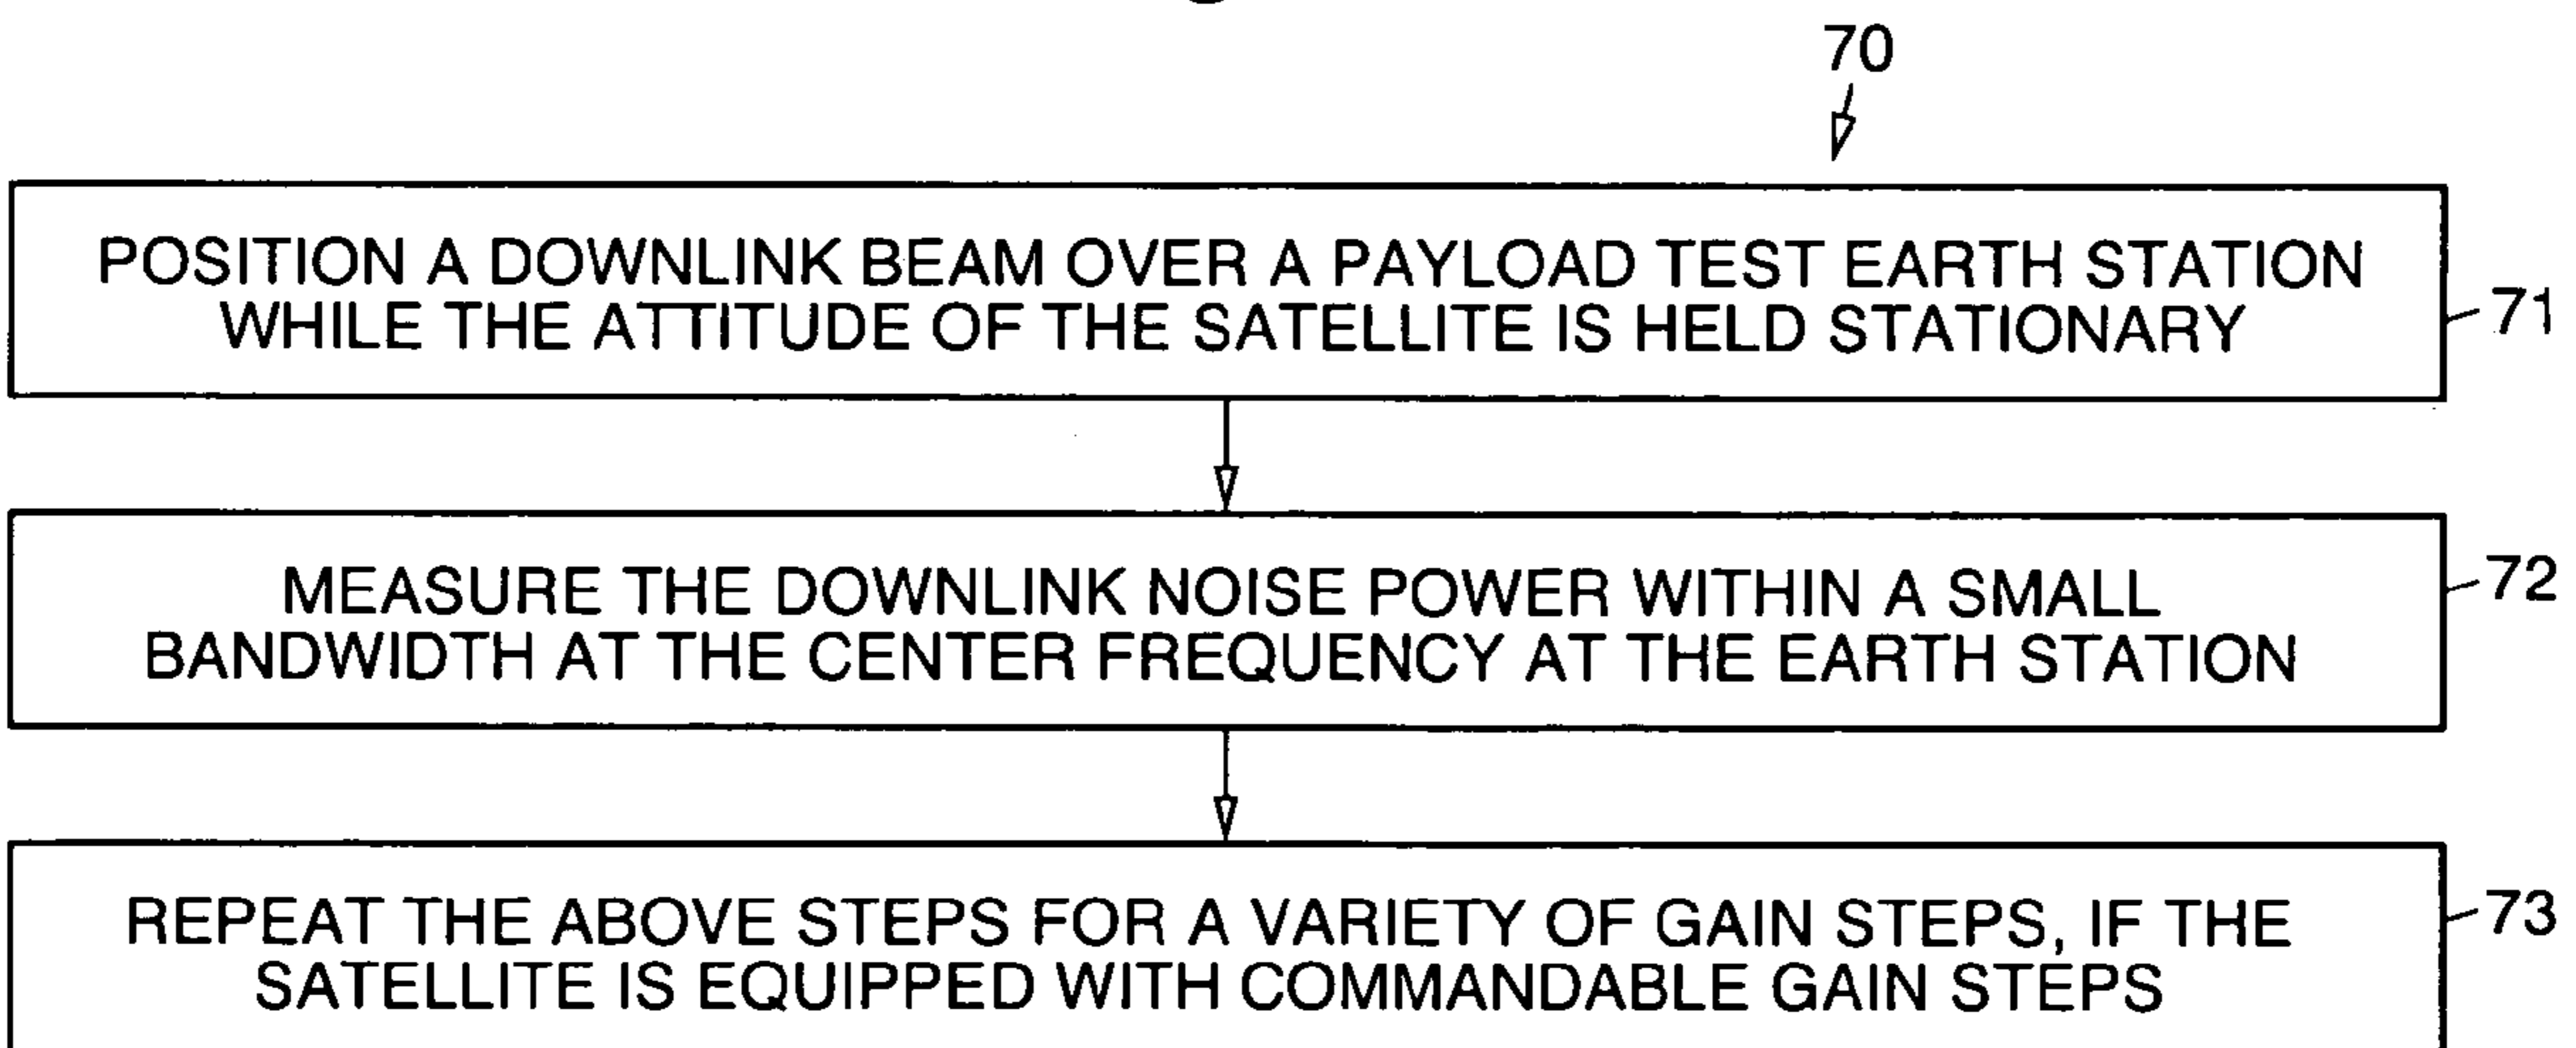 70
POSITION A DOWNLINK BEAM OVER A PAYLOAD TEST EARTH STATION
WHILE THE ATTITUDE OF THE SATELLITE IS HELD STATIONARY
71
MEASURE THE DOWNLINK NOISE POWER WITHIN A SMALL
BANDWIDTH AT THE CENTER FREQUENCY AT THE EARTH STATION
72
REPEAT THE ABOVE STEPS FOR A VARIETY OF GAIN STEPS, IF THE
SATELLITE IS EQUIPPED WITH COMMANDABLE GAIN STEPS
73